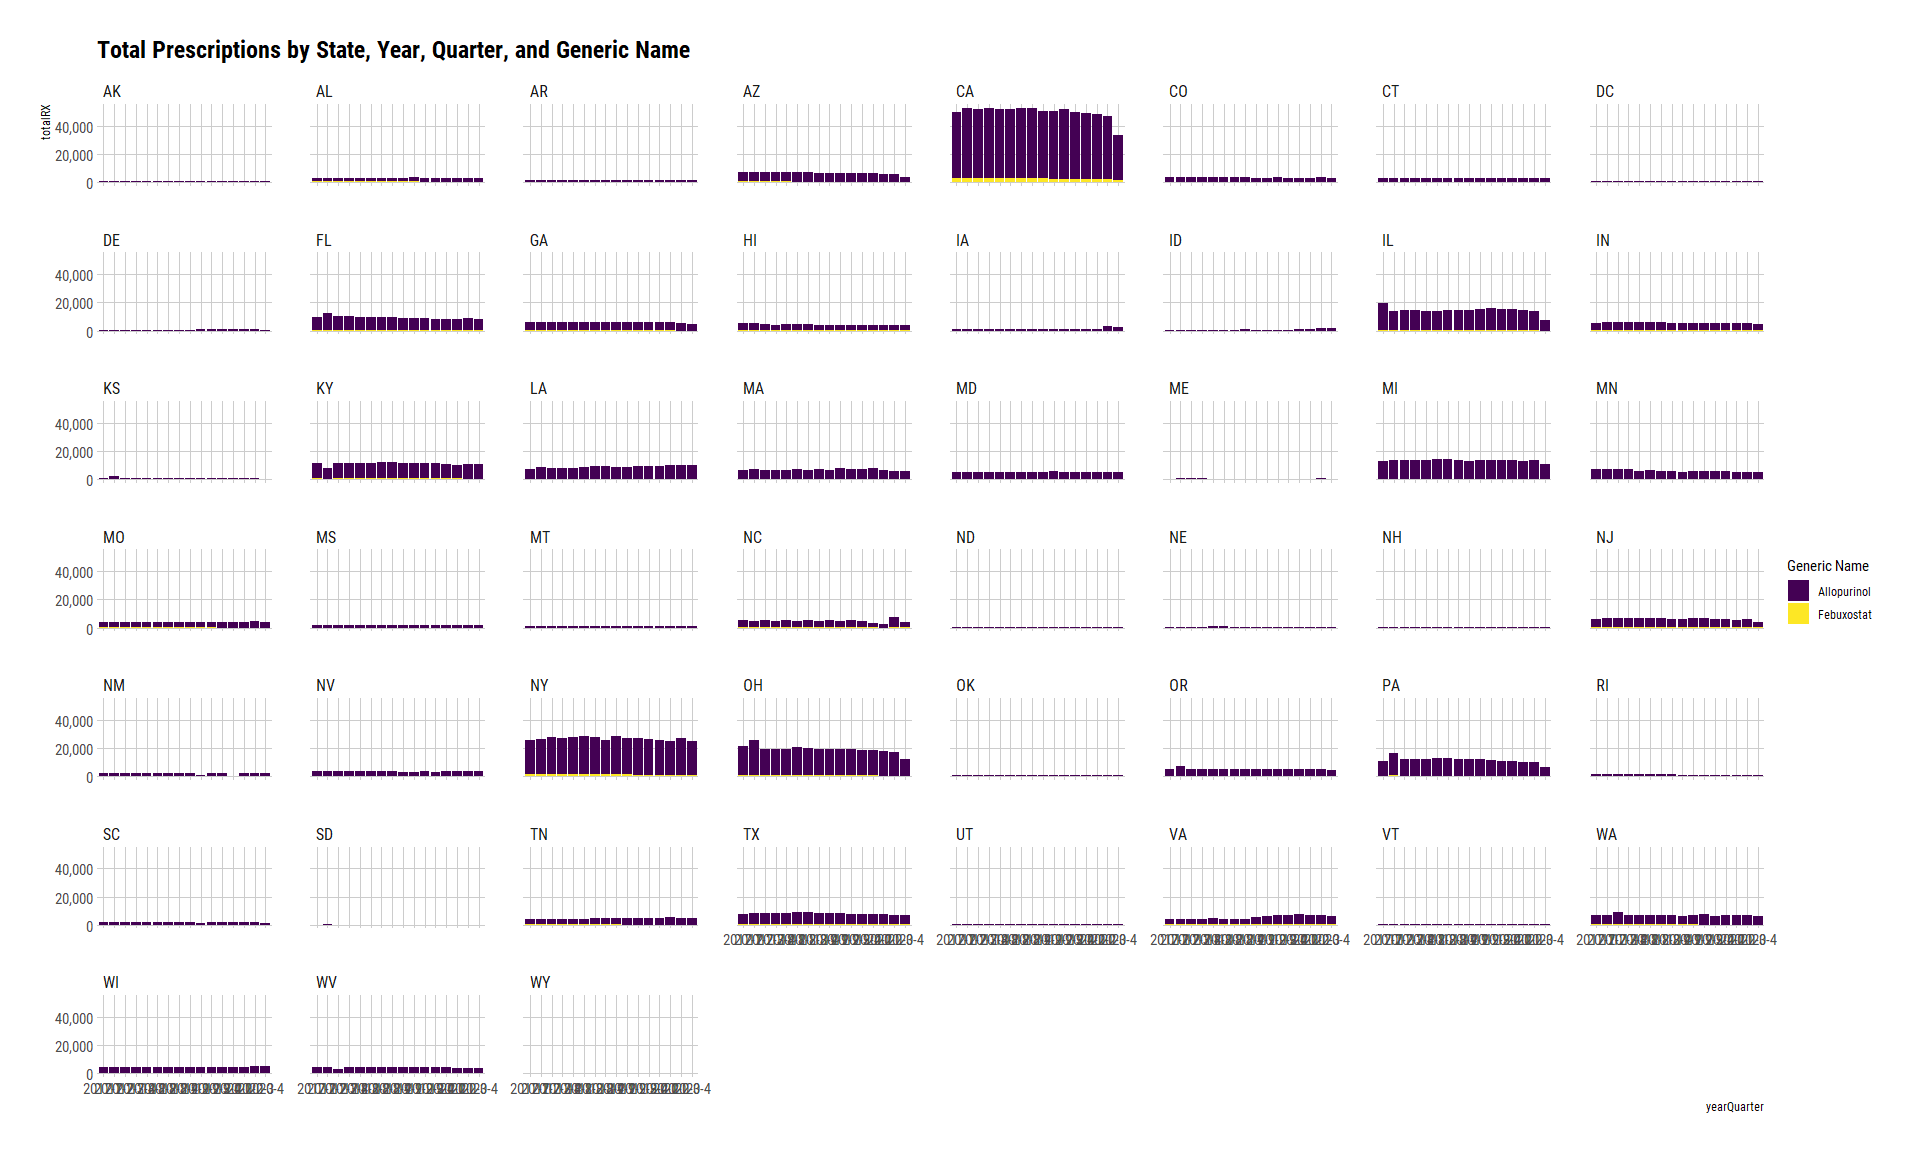 Total Prescriptions by State, Year, Quarter, and Generic Name
totalRX
AK AL AR AZ CA CO CT DC
40,000
20,000
0
DE FL GA HI IA ID IL IN
40,000
20,000
0
KS KY LA MA MD ME MI MN
40,000
20,000
0
MO MS MT NC ND NE NH NJ
40,000
20,000
0
Generic Name
Allopurinol
Febuxostat
NM NV NY OH OK OR PA RI
40,000
20,000
0
SC SD TN TX UT VA VT WA
40,000
20,000
0
WI WV WY
40,000
20,000
0
yearQuarter